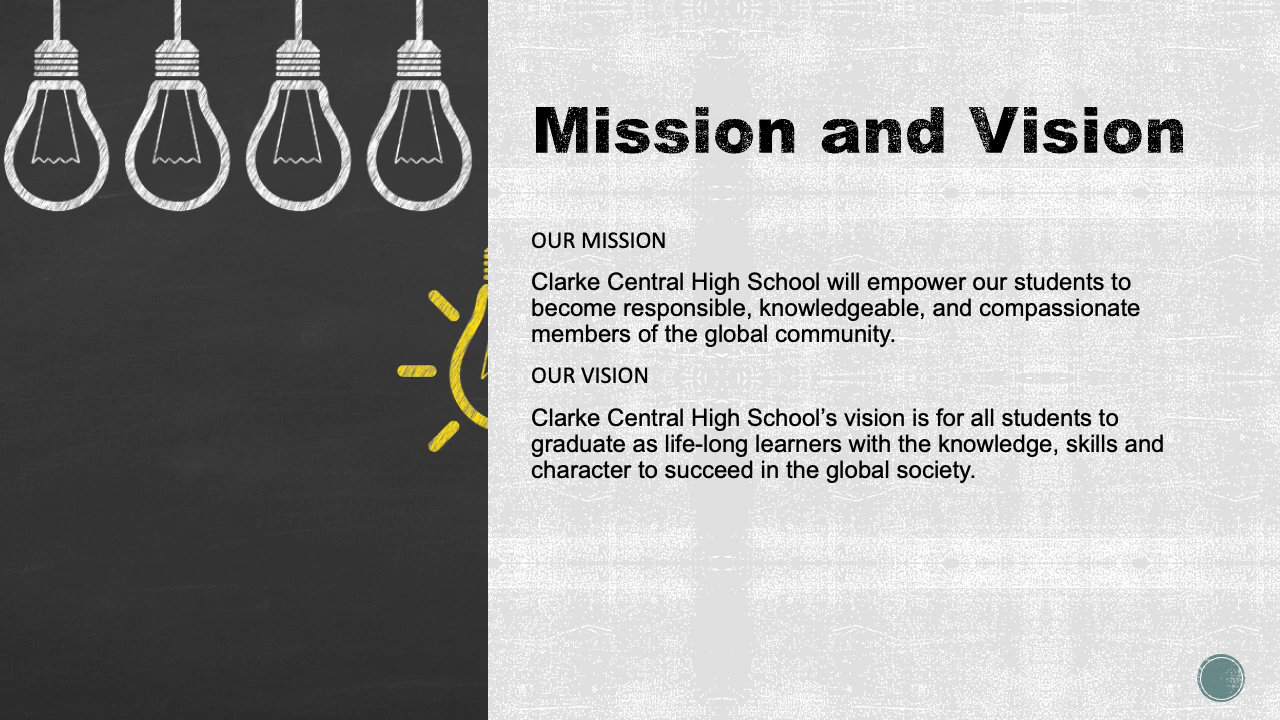 Mission and Vision
OUR MISSION
Clarke Central High School will empower our students to
become responsible, knowledgeable, and compassionate
members of the global community.
OUR VISION
Clarke Central High School’s vision is for all students to
graduate as life-long learners with the knowledge, skills and
character to succeed in the global society.